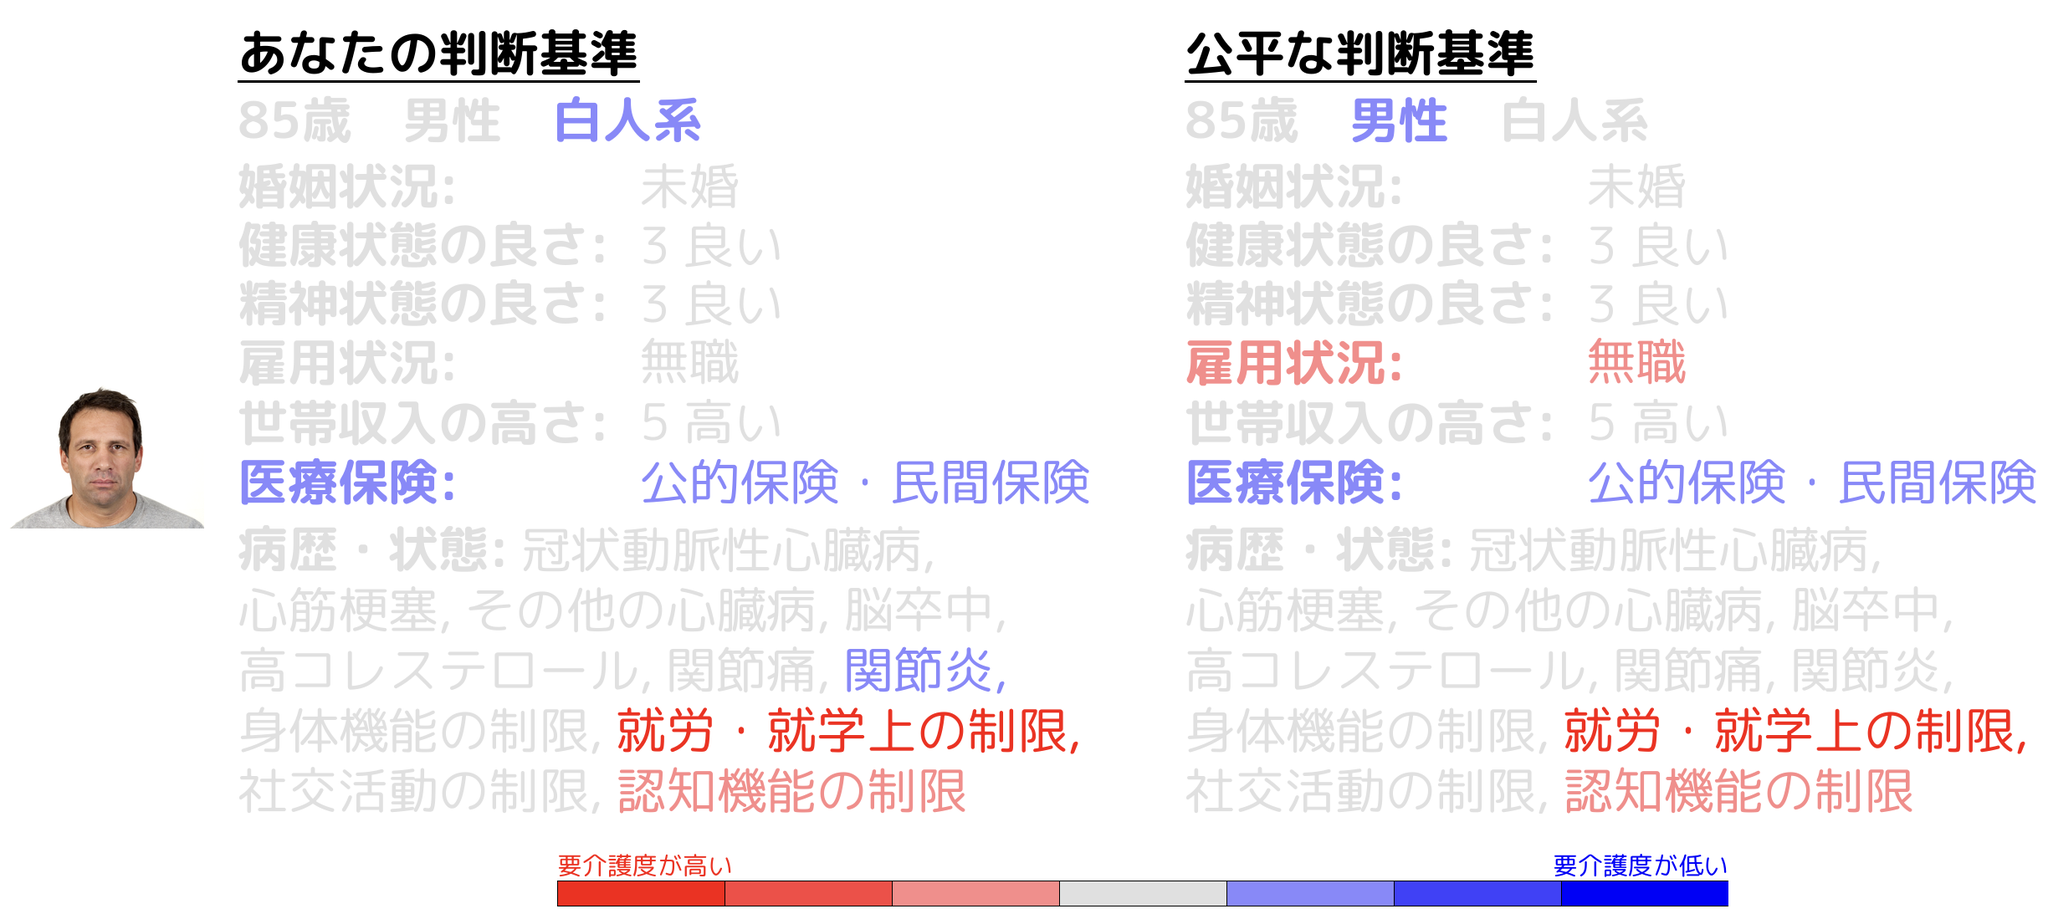 あなたの判断基準
85歳 男性 白人系
婚姻状況: 未婚
健康状態の良さ: 3 良い
精神状態の良さ: 3 良い
雇用状況: 無職
世帯収入の高さ: 5 高い
医療保険: 公的保険・民間保険
病歴・状態: 冠状動脈性心臓病,
心筋梗塞, その他の心臓病, 脳卒中,
高コレステロール, 関節痛, 関節炎,
身体機能の制限, 就労・就学上の制限,
社交活動の制限, 認知機能の制限
公平な判断基準
85歳 男性 白人系
婚姻状況: 未婚
健康状態の良さ: 3 良い
精神状態の良さ: 3 良い
雇用状況: 無職
世帯収入の高さ: 5 高い
医療保険: 公的保険・民間保険
病歴・状態: 冠状動脈性心臓病,
心筋梗塞, その他の心臓病, 脳卒中,
高コレステロール, 関節痛, 関節炎,
身体機能の制限, 就労・就学上の制限,
社交活動の制限, 認知機能の制限
要介護度が高い 要介護度が低い